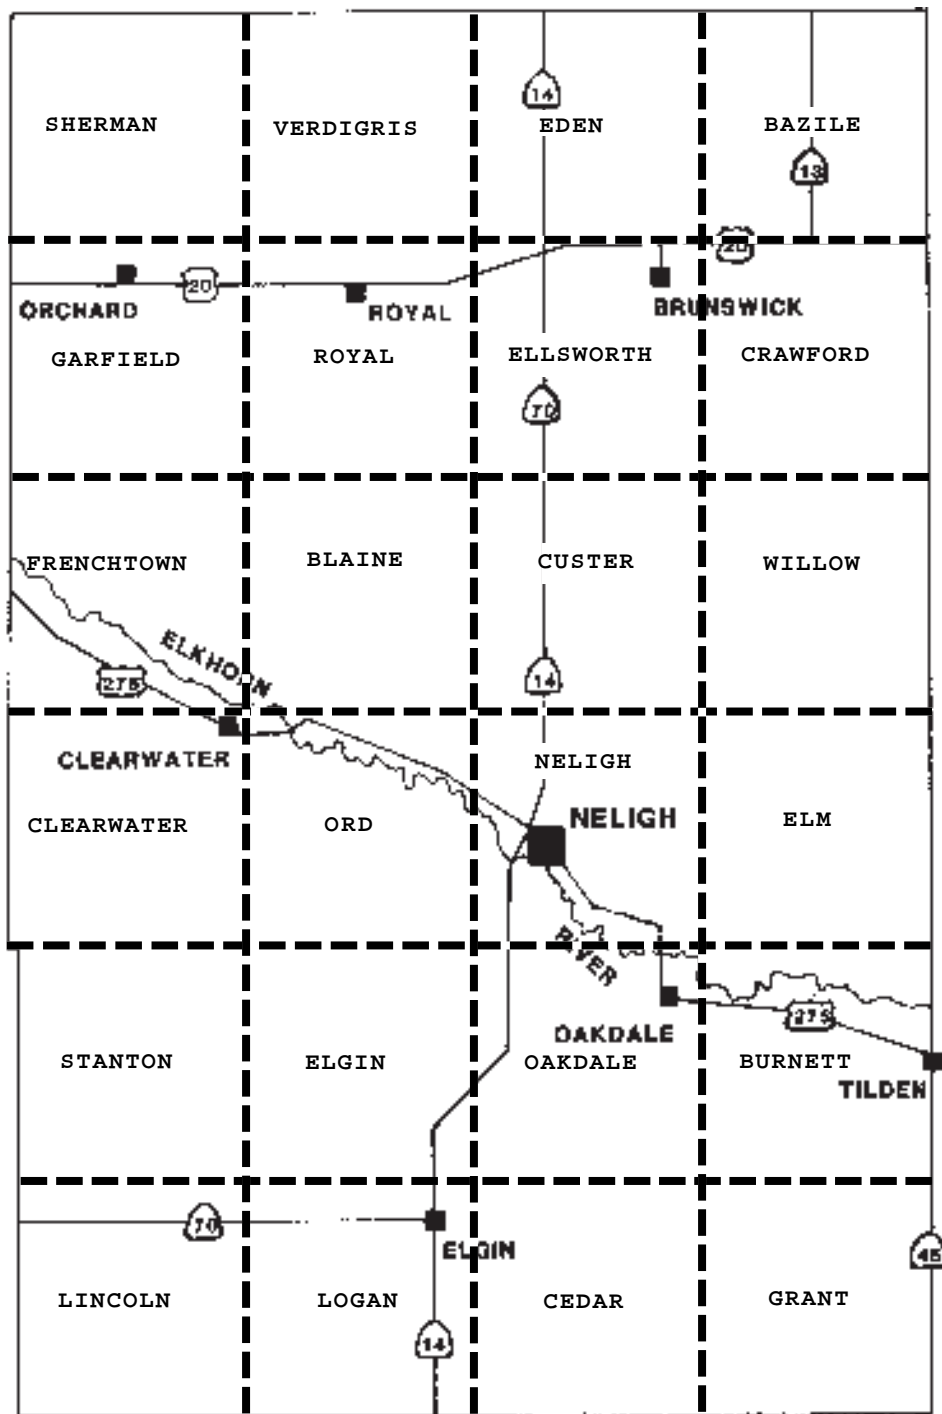 14
SHERMAN
VERDIGRIS
EDEN
BAZILE
13
20
20
ORCHARD
ROYAL
BRUNSWICK
GARFIELD
ROYAL
ELLSWORTH
CRAWFORD
70
FRENCHTOWN
BLAINE
CUSTER
WILLOW
ELKHORN
275
14
CLEARWATER
NELIGH
CLEARWATER
ORD
NELIGH
ELM
RIVER
275
OAKDALE
STANTON
ELGIN
OAKDALE
BURNETT
TILDEN
70
ELGIN
45
LINCOLN
LOGAN
CEDAR
GRANT
14